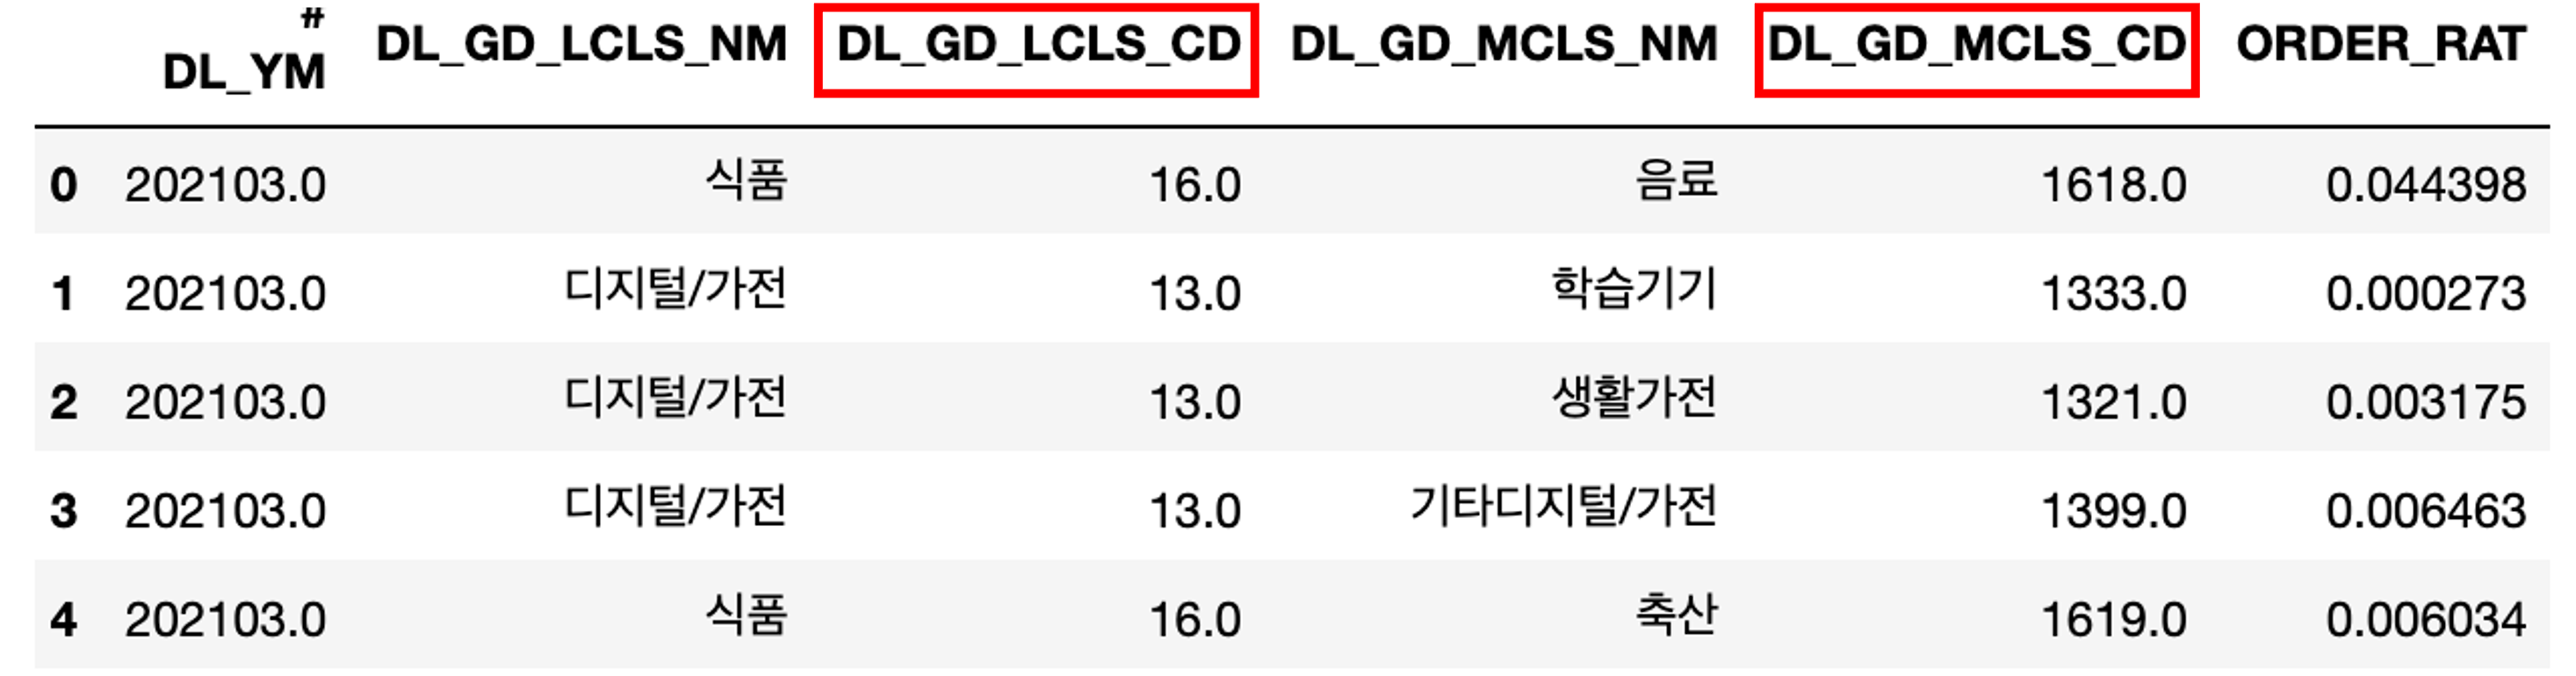 #
DL_YM DL_GD_LCLS_NM DL_GD_LCLS_CD DL_GD_MCLS_NM DL_GD_MCLS_CD ORDER_RAT
0 202103.0 식품 16.0 음료 1618.0 0.044398
1 202103.0 디지털/가전 13.0 학습기기 1333.0 0.000273
2 202103.0 디지털/가전 13.0 생활가전 1321.0 0.003175
3 202103.0 디지털/가전 13.0 기타디지털/가전 1399.0 0.006463
4 202103.0 식품 16.0 축산 1619.0 0.006034